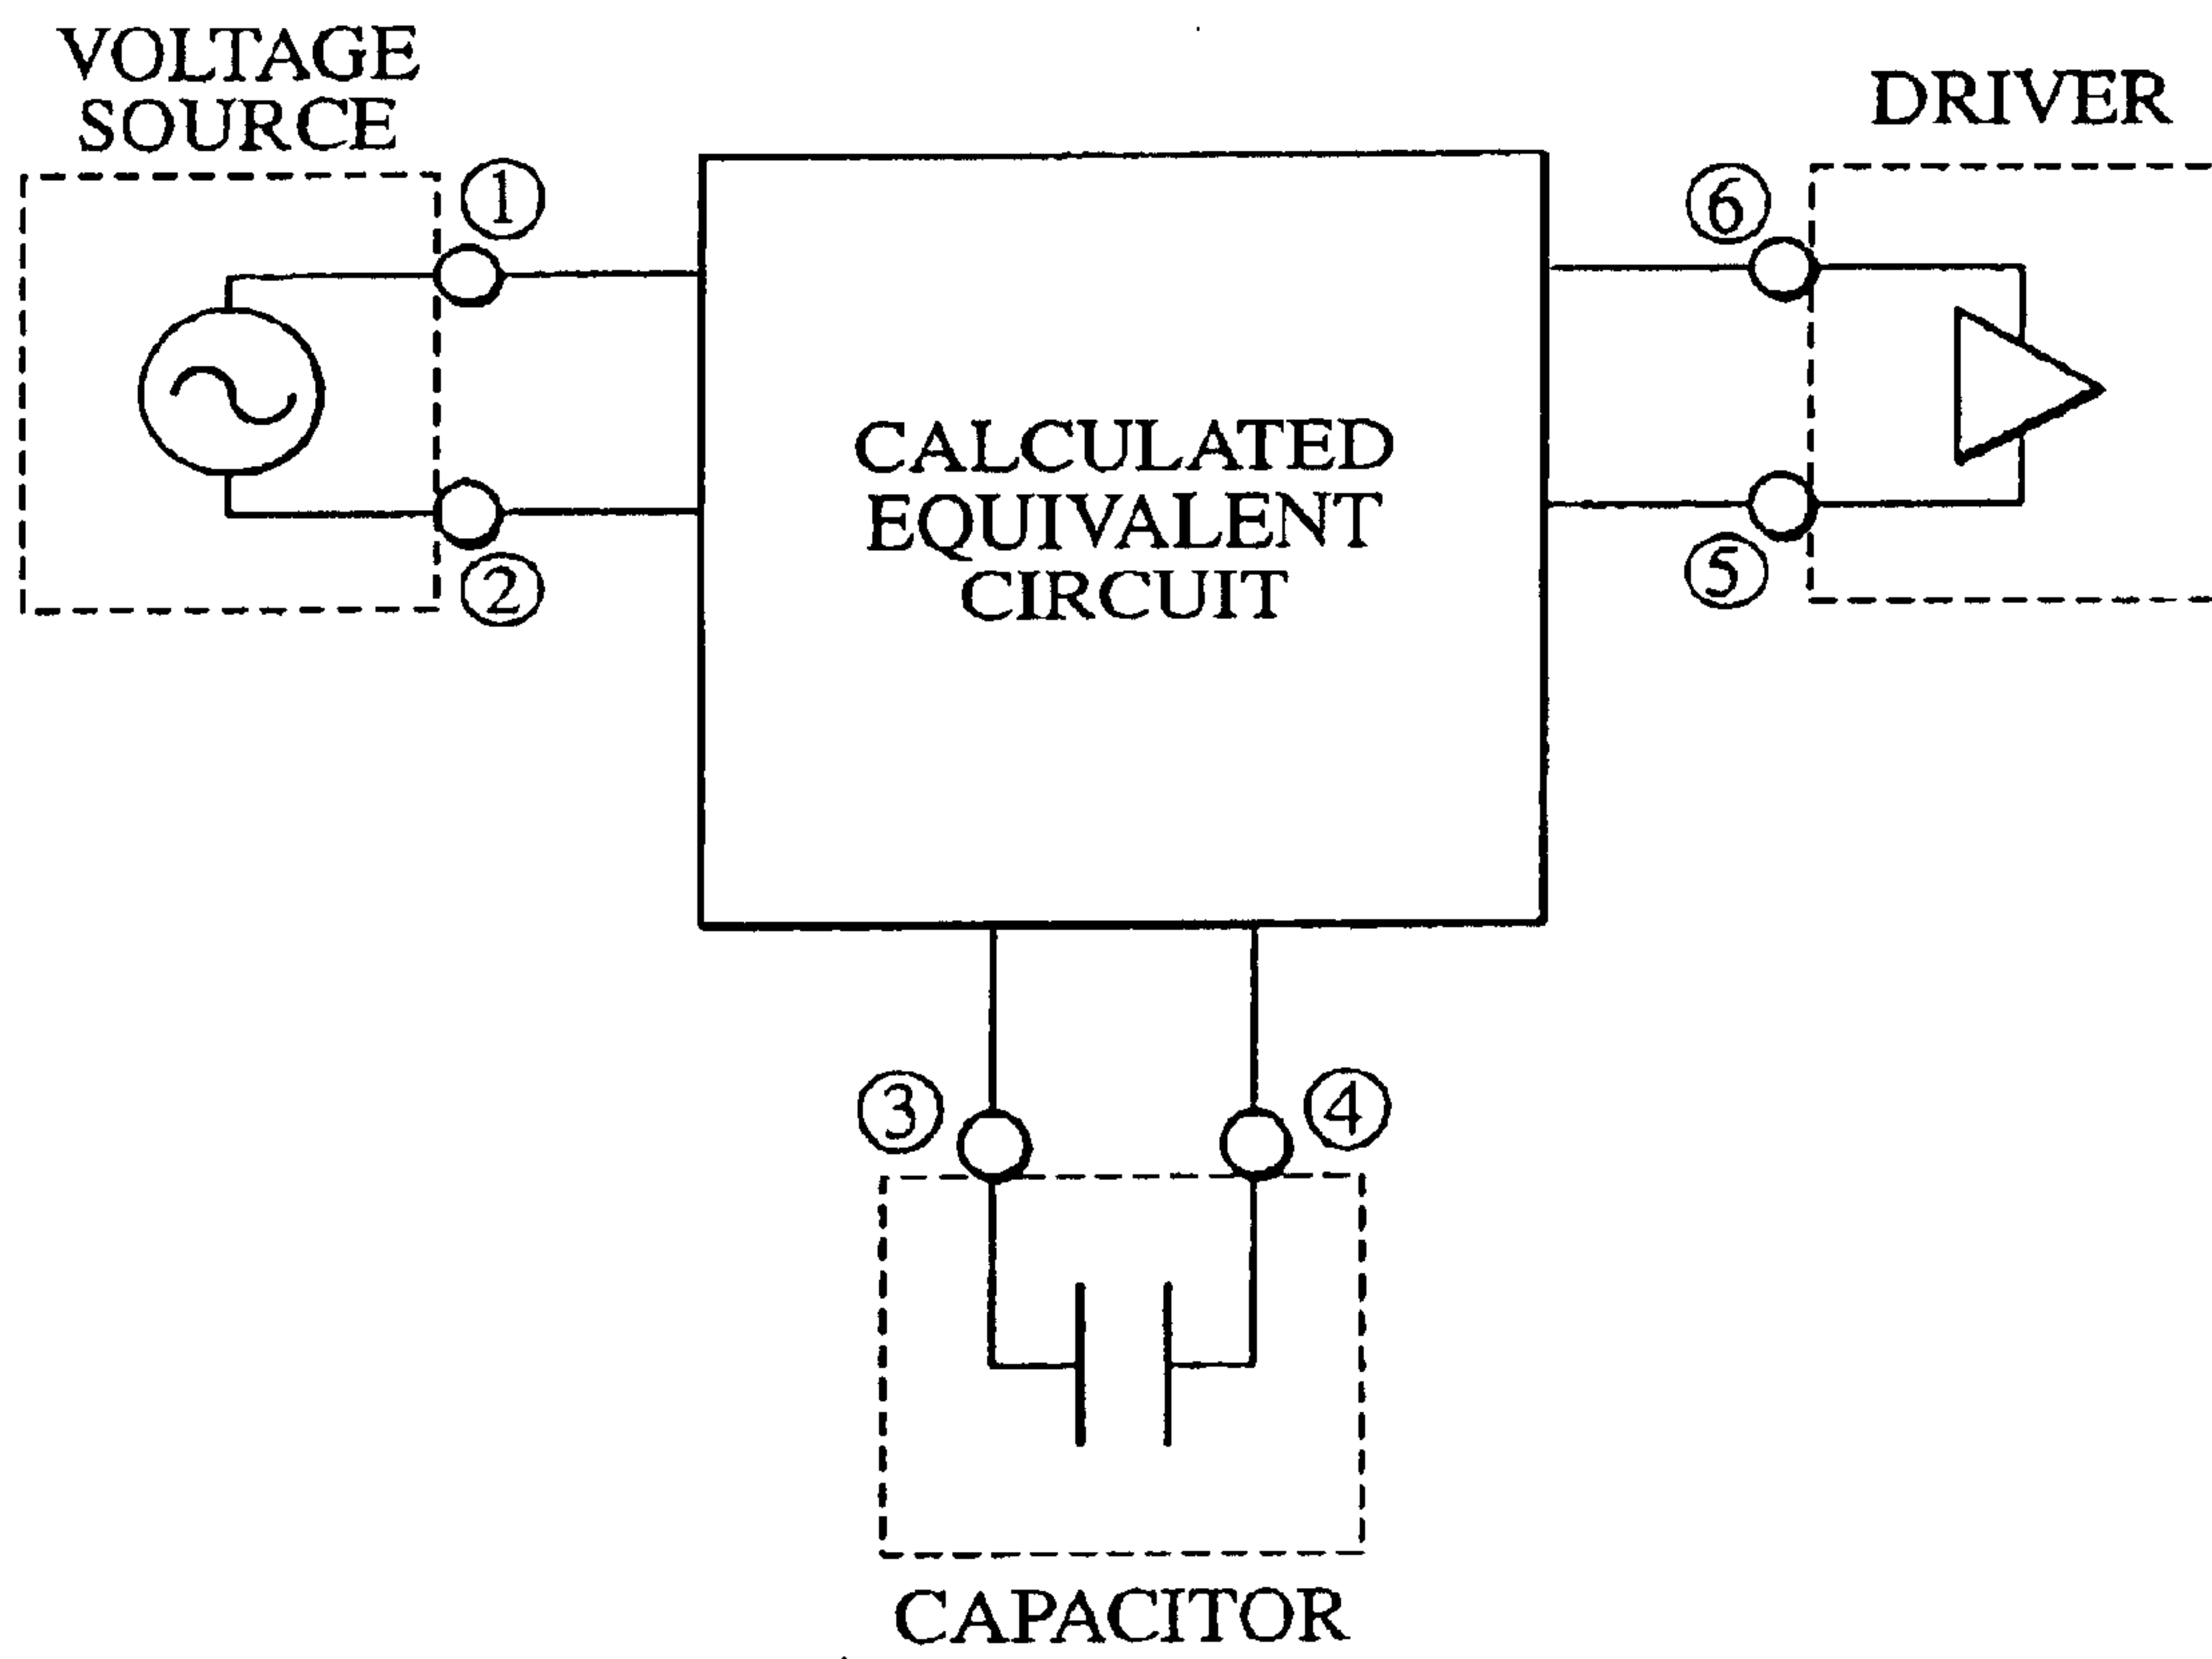 VOLTAGE
SOURCE
DRIVER
①
⑥
②
⑤
CALCULATED
EQUIVALENT
CIRCUIT
③
④
CAPACITOR